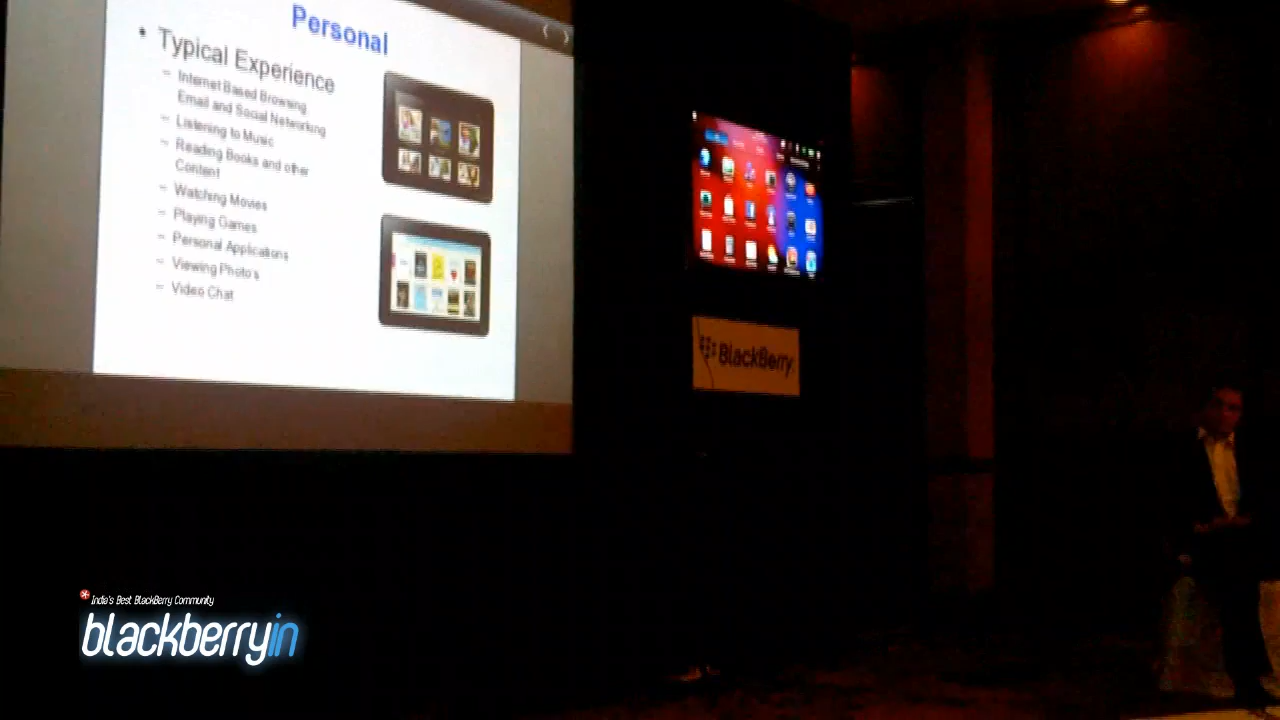 Personal
• Typical Experience
– Internet Based Browsing
Email and Social Networking
– Listening to Music
– Reading Books and other
Content
– Watching Movies
– Playing Games
– Personal Applications
– Viewing Photo's
– Video Chat
BlackBerry
India's Best BlackBerry Community
blackberryin